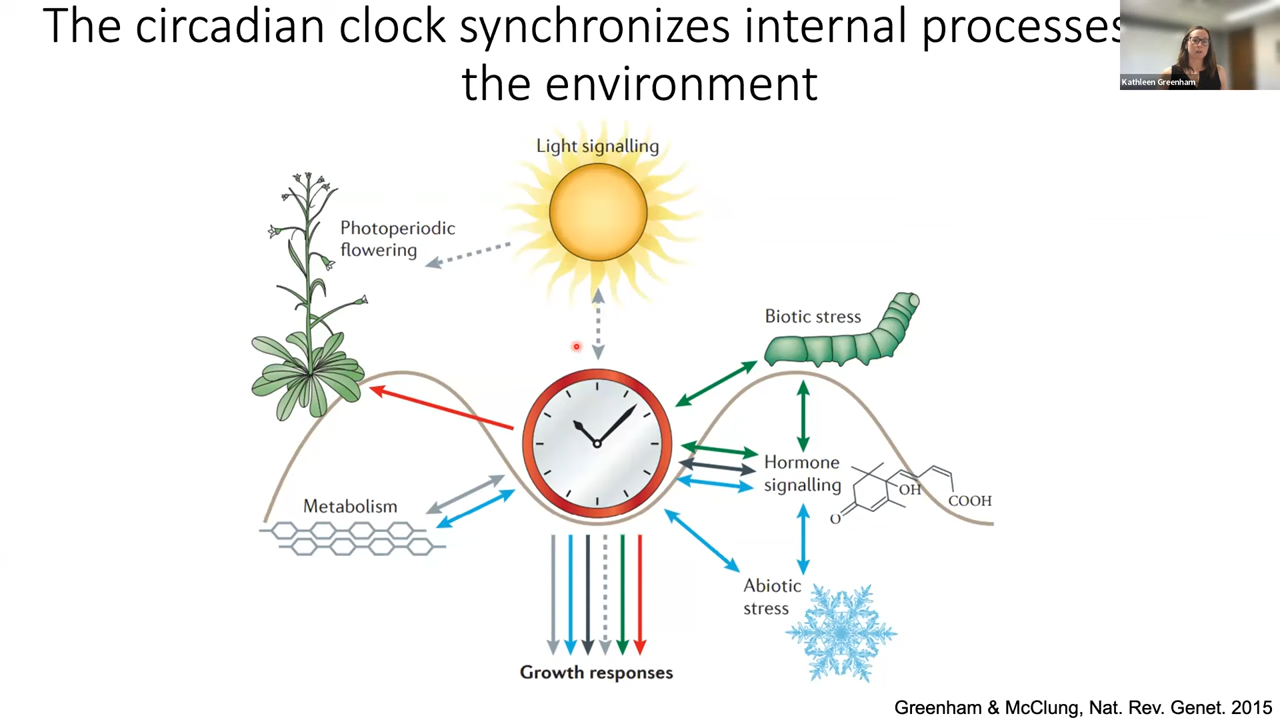 The circadian clock synchronizes internal processes
the environment
Kathleen Greenham
Light signalling
Photoperiodic
flowering
Biotic stress
Hormone
signalling
OH
COOH
O
Metabolism
Abiotic
stress
Growth responses
Greenham & McClung, Nat. Rev. Genet. 2015